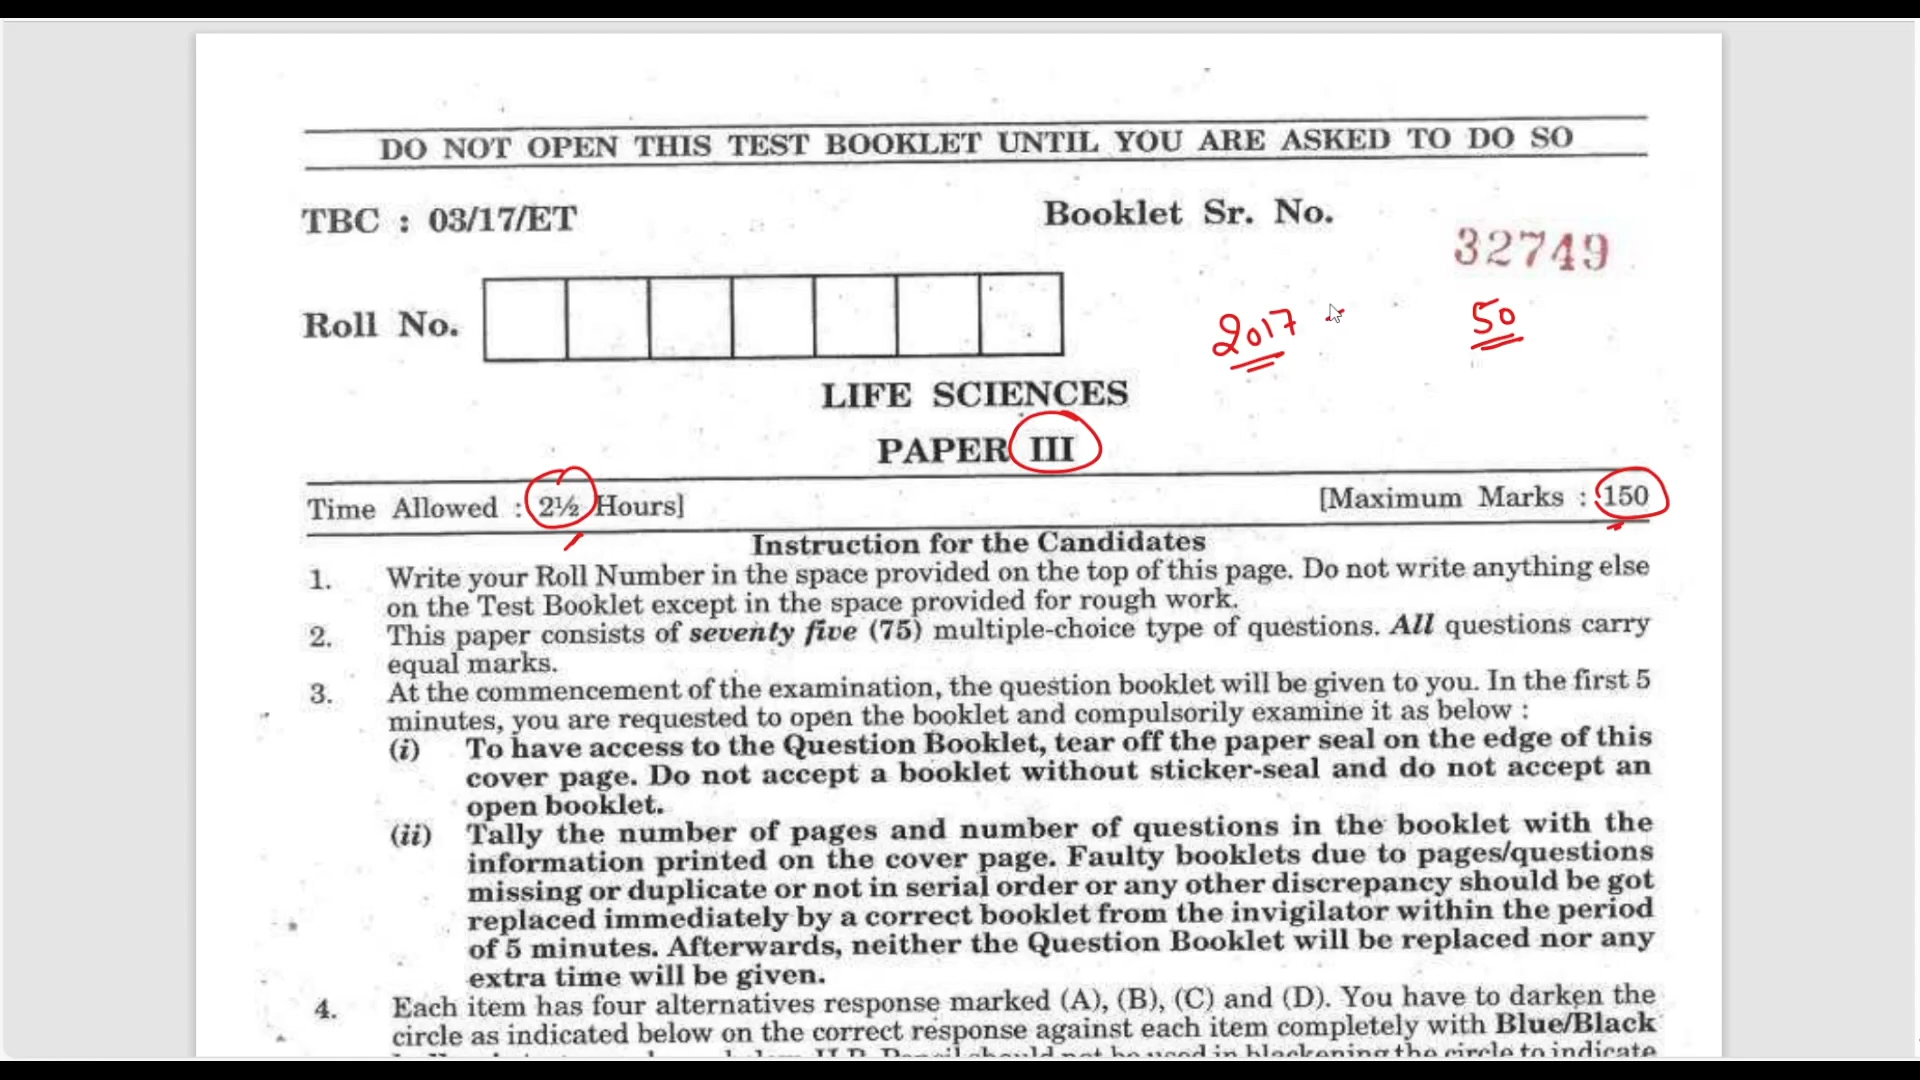 DO NOT OPEN THIS TEST BOOKLET UNTIL YOU ARE ASKED TO DO SO
TBC : 03/17/ET
Booklet Sr. No.
32749
Roll No.
2017
50
LIFE SCIENCES
PAPER III
Time Allowed : 2½ Hours]
[Maximum Marks : 150
Instruction for the Candidates
1. Write your Roll Number in the space provided on the top of this page. Do not write anything else
on the Test Booklet except in the space provided for rough work.
2. This paper consists of seventy five (75) multiple-choice type of questions. All questions carry
equal marks.
3. At the commencement of the examination, the question booklet will be given to you. In the first 5
minutes, you are requested to open the booklet and compulsorily examine it as below :
(i) To have access to the Question Booklet, tear off the paper seal on the edge of this
cover page. Do not accept a booklet without sticker-seal and do not accept an
open booklet.
(ii) Tally the number of pages and number of questions in the booklet with the
information printed on the cover page. Faulty booklets due to pages/questions
missing or duplicate or not in serial order or any other discrepancy should be got
replaced immediately by a correct booklet from the invigilator within the period
of 5 minutes. Afterwards, neither the Question Booklet will be replaced nor any
extra time will be given.
4. Each item has four alternatives response marked (A), (B), (C) and (D). You have to darken the
circle as indicated below on the correct response against each item completely with Blue/Black
H.B. Pencil should not be used in blackening the circle to indicate